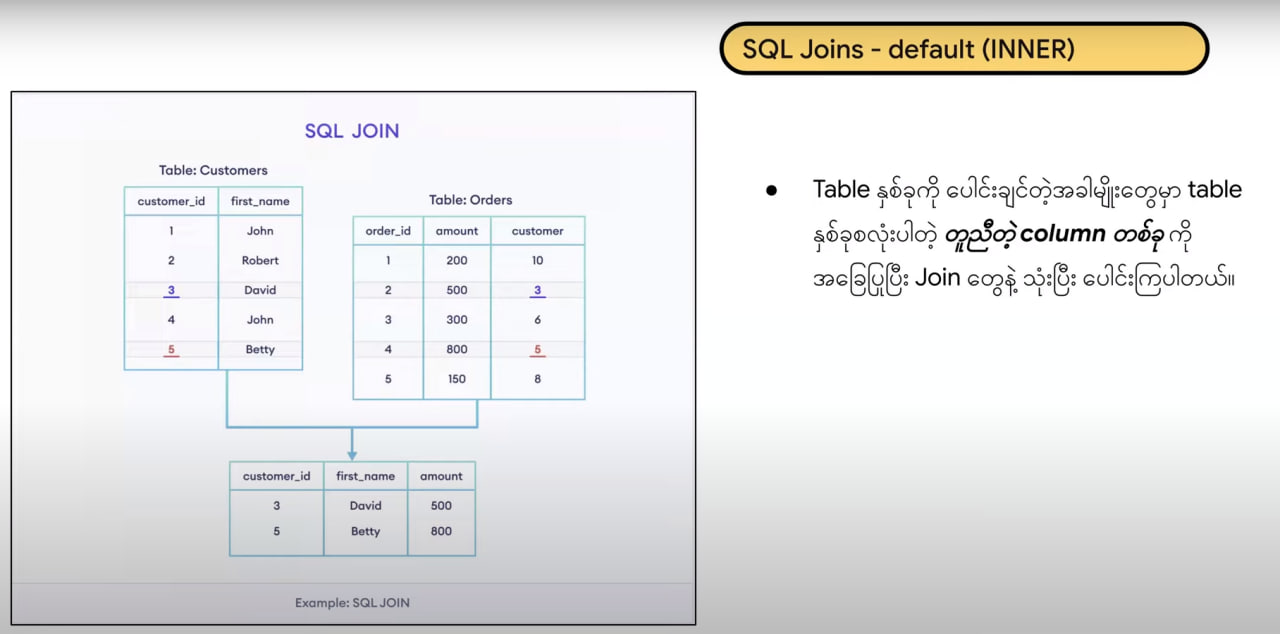 SQL Joins - default (INNER)
SQL JOIN
Table: Customers
customer_id first_name
1 John
2 Robert
3 David
4 John
5 Betty
Table: Orders
order_id amount customer
1 200 10
2 500 3
3 300 6
4 800 5
5 150 8
customer_id first_name amount
3 David 500
5 Betty 800
Example: SQL JOIN
● Table နှစ်ခုကို ပေါင်းချင်တဲ့အခါမျိုးတွေမှာ table
နှစ်ခုစလုံးပါတဲ့ တူညီတဲ့ column တစ်ခု ကို
အခြေပြုပြီး Join တွေနဲ့ သုံးပြီး ပေါင်းကြပါတယ်။